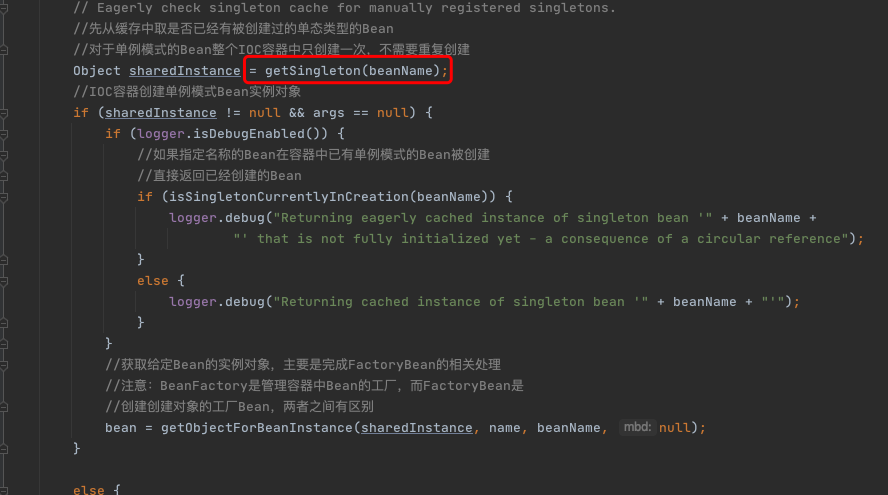 // Eagerly check singleton cache for manually registered singletons.
//先从缓存中取是否已经有被创建过的单态类型的Bean
//对于单例模式的Bean整个IOC容器中只创建一次，不需要重复创建
Object sharedInstance = getSingleton(beanName);
//IOC容器创建单例模式Bean实例对象
if (sharedInstance != null && args == null) {
if (logger.isDebugEnabled()) {
//如果指定名称的Bean在容器中已有单例模式的Bean被创建
//直接返回已经创建的Bean
if (isSingletonCurrentlyInCreation(beanName)) {
logger.debug("Returning eagerly cached instance of singleton bean '" + beanName +
"' that is not fully initialized yet - a consequence of a circular reference");
}
else {
logger.debug("Returning cached instance of singleton bean '" + beanName + "'");
}
}
//获取给定Bean的实例对象，主要是完成FactoryBean的相关处理
//注意：BeanFactory是管理容器中Bean的工厂，而FactoryBean是
//创建创建对象的工厂Bean，两者之间有区别
bean = getObjectForBeanInstance(sharedInstance, name, beanName, mbd: null);
}
else {